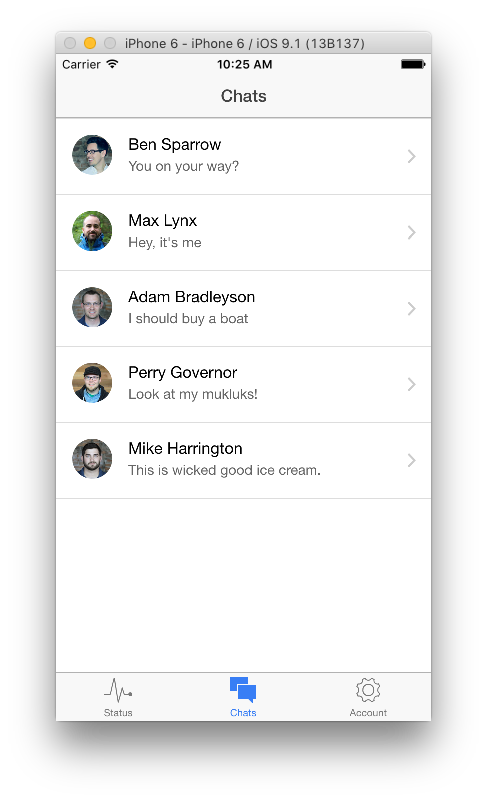 iPhone 6 - iPhone 6 / iOS 9.1 (13B137)
Carrier 10:25 AM
Chats
Ben Sparrow
You on your way?
Max Lynx
Hey, it's me
Adam Bradleyson
I should buy a boat
Perry Governor
Look at my mukluks!
Mike Harrington
This is wicked good ice cream.
Status Chats Account